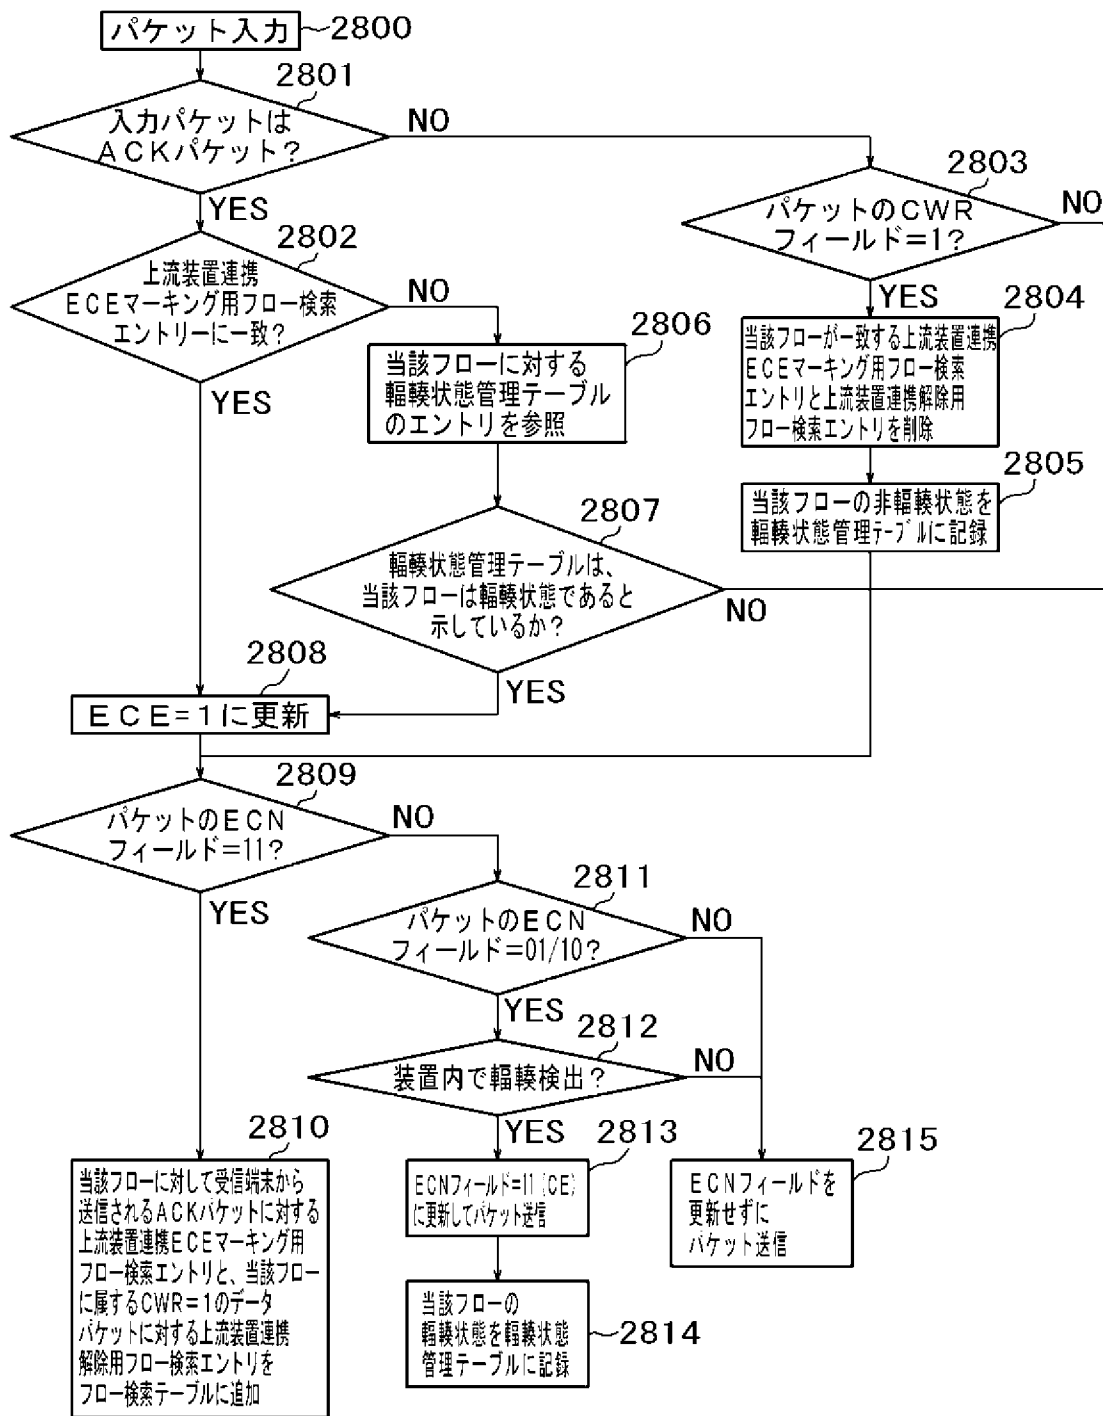 パケット入力
2800
2801
入力パケットは
ACKパケット?
NO
YES
2803
パケットのCWR
フィールド=1?
NO
YES
2802
上流装置連携
ECEマーキング用フロー検索
エントリーに一致?
NO
YES
2804
当該フローが一致する上流装置連携
ECEマーキング用フロー検索
エントリと上流装置連携解除用
フロー検索エントリを削除
2806
当該フローに対する
輻輳状態管理テーブル
のエントリを参照
2805
当該フローの非輻輳状態を
輻輳状態管理テーブルに記録
2807
輻輳状態管理テーブルは、
当該フローは輻輳状態であると
示しているか?
NO
YES
2808
ECE=1に更新
2809
パケットのECN
フィールド=11?
NO
YES
2811
パケットのECN
フィールド=01/10?
NO
YES
2812
装置内で輻輳検出?
NO
YES
2810
当該フローに対して受信端末から
送信されるACKパケットに対する
上流装置連携ECEマーキング用
フロー検索エントリと、当該フロー
に属するCWR=1のデータ
パケットに対する上流装置連携
解除用フロー検索エントリを
フロー検索テーブルに追加
2813
ECNフィールド=11(CE)
に更新してパケット送信
2815
ECNフィールドを
更新せずに
パケット送信
2814
当該フローの
輻輳状態を輻輳状態
管理テーブルに記録